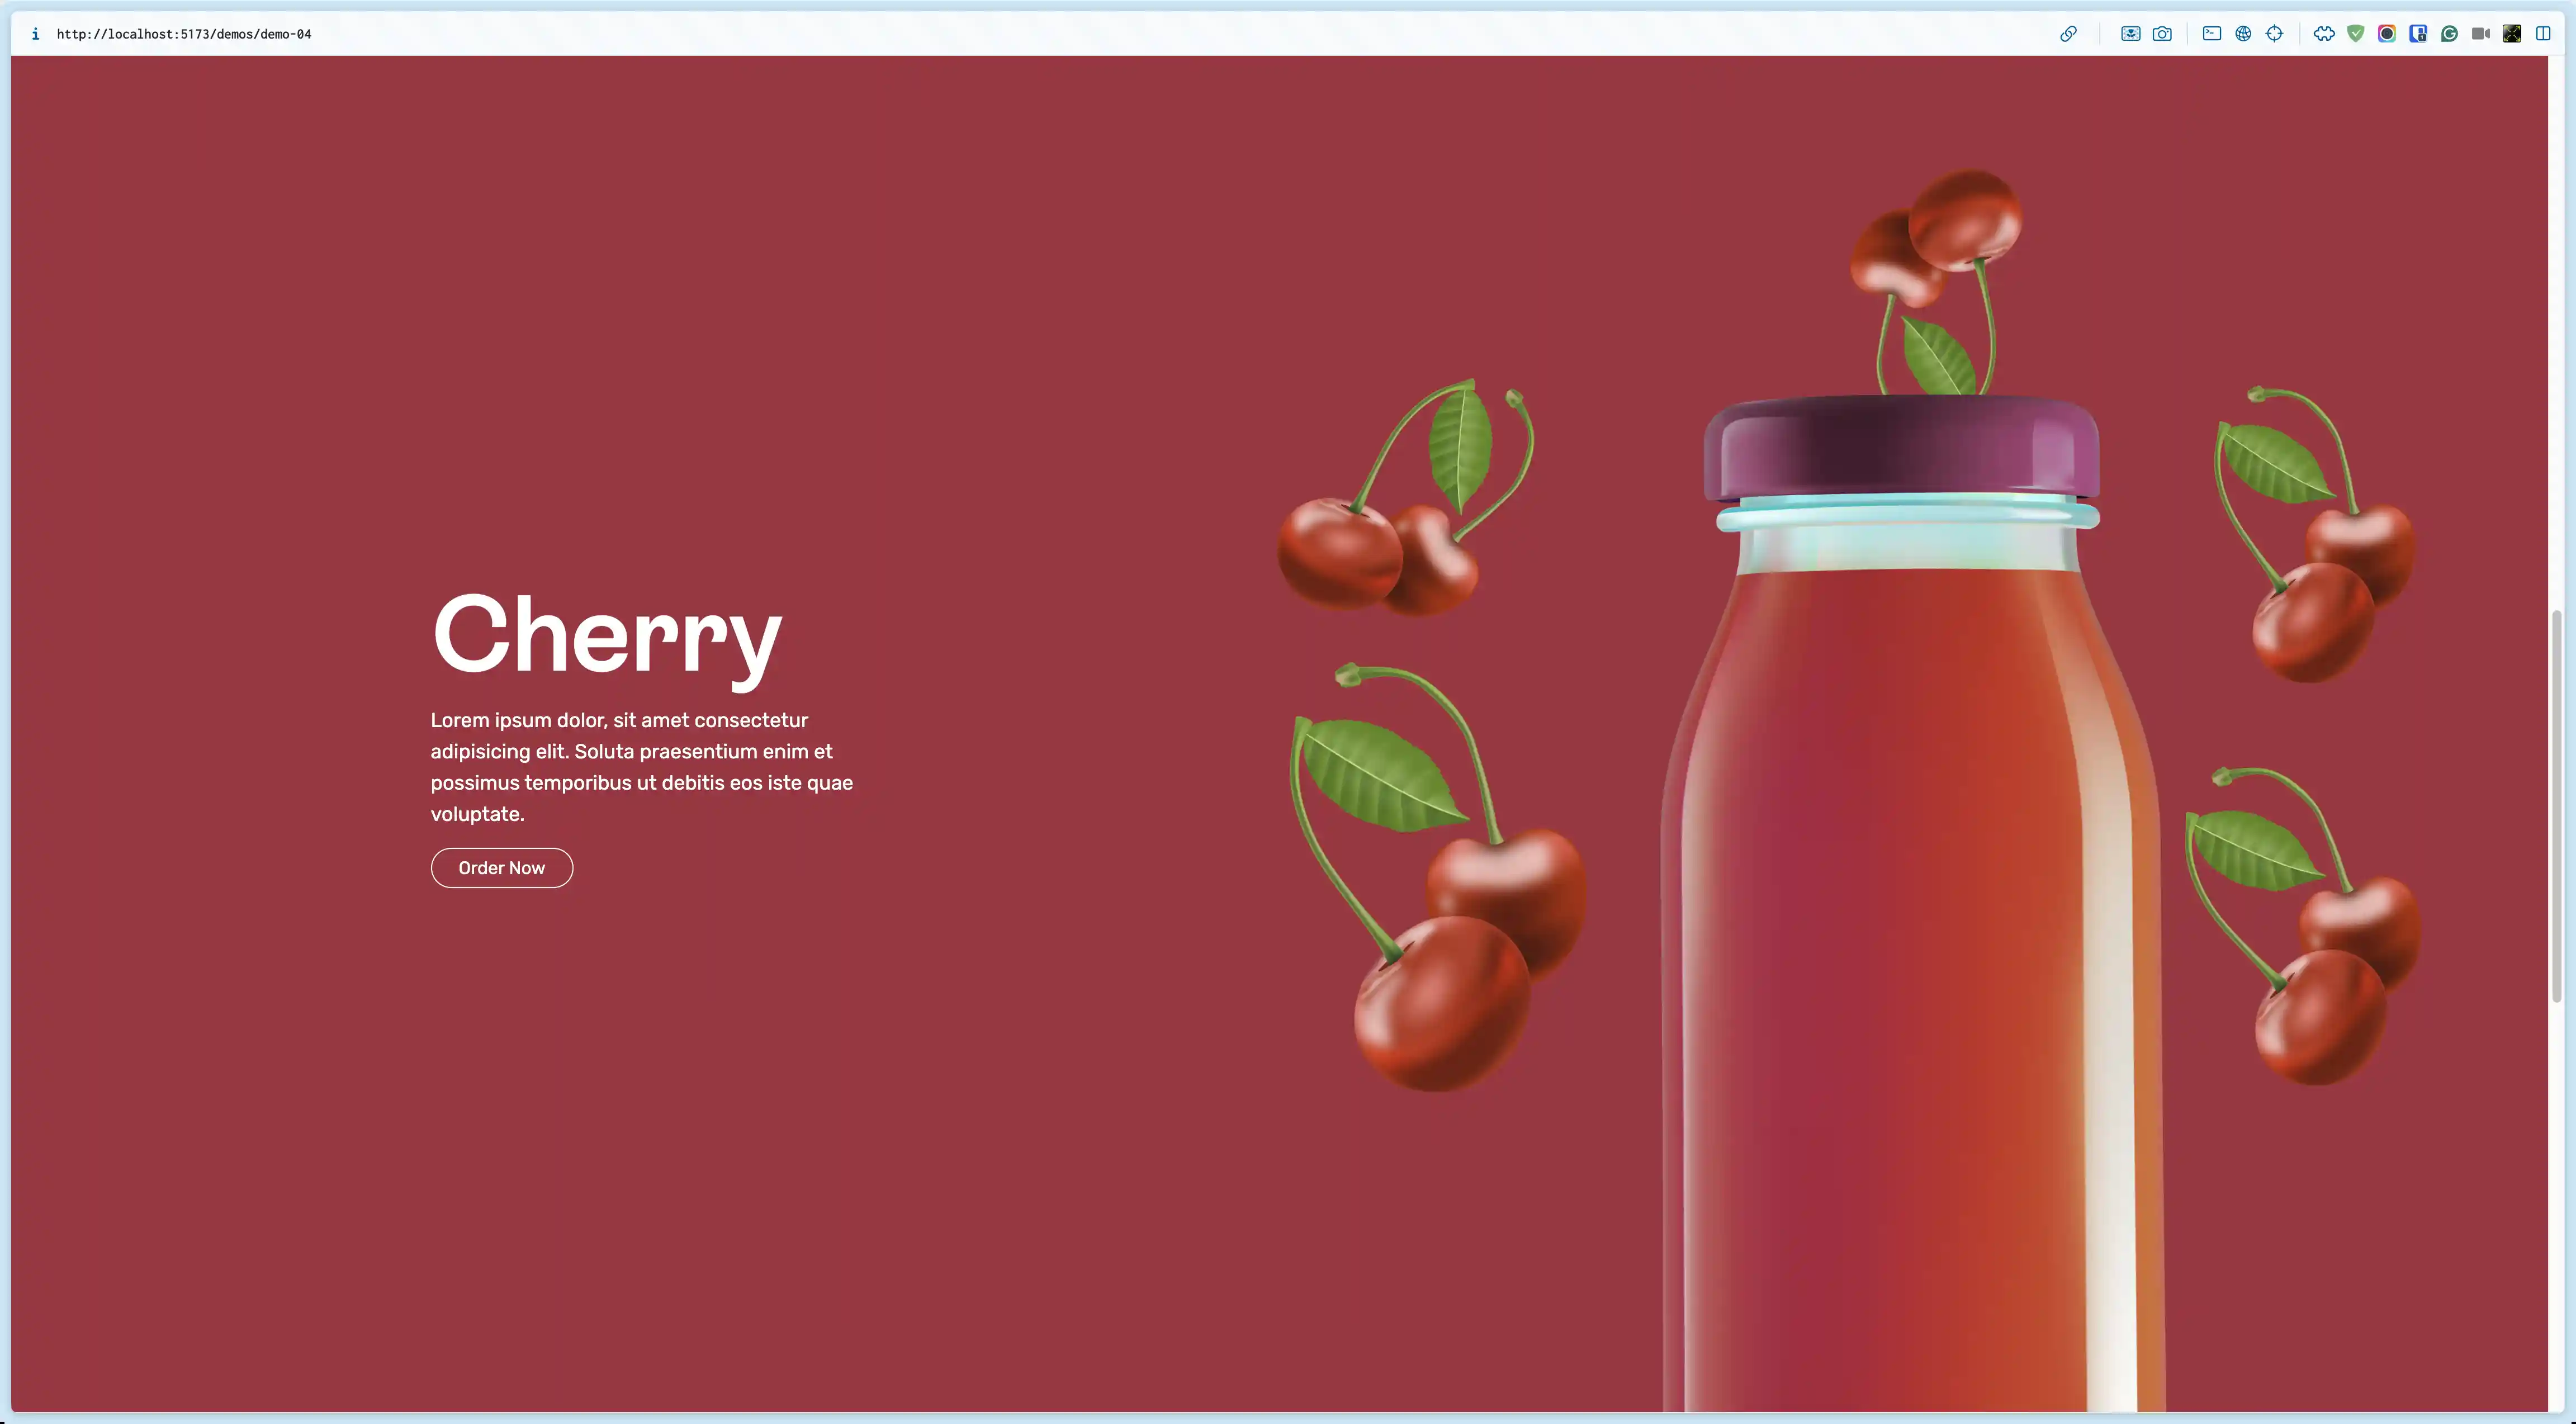 http://localhost:5173/demos/demo-04
Cherry
Lorem ipsum dolor, sit amet consectetur
adipisicing elit. Soluta praesentium enim et
possimus temporibus ut debitis eos iste quae
voluptate.
Order Now